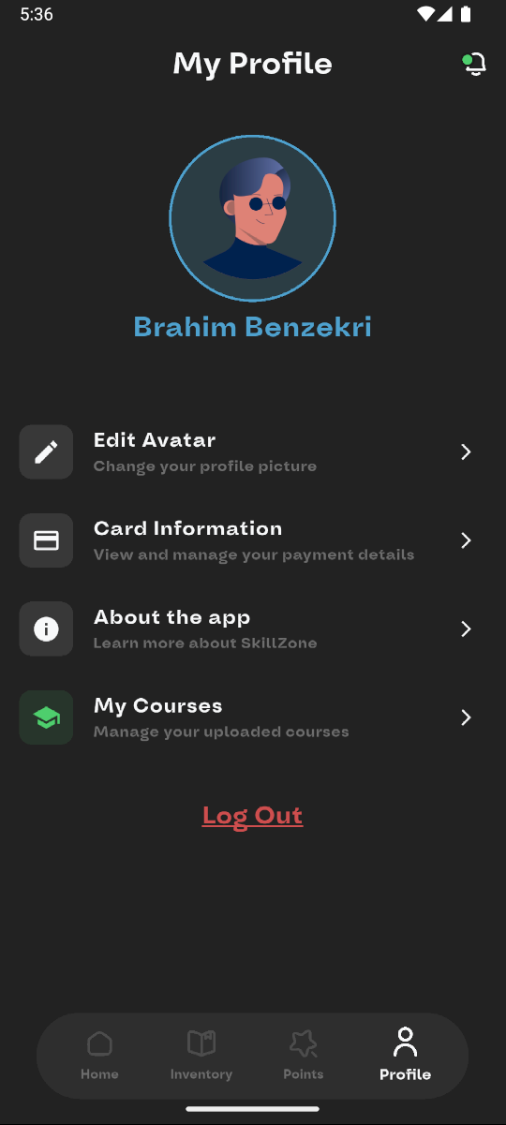 5:36
My Profile
Brahim Benzekri
Edit Avatar
Change your profile picture
Card Information
View and manage your payment details
About the app
Learn more about SkillZone
My Courses
Manage your uploaded courses
Log Out
Home Inventory Points Profile